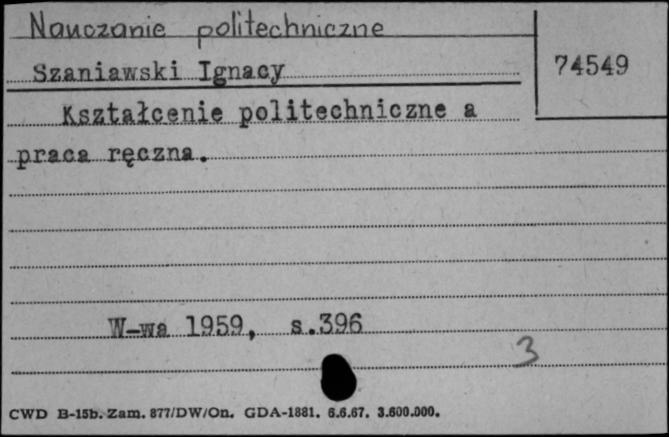 Nauczanie politechniczne
Szaniawski Ignacy
74549
Kształcenie politechniczne a
praca ręczna.
W-wa 1959, s.396
3
CWD B-15b. Zam. 877/DW/On. GDA-1881. 6.6.67. 3.600.000.